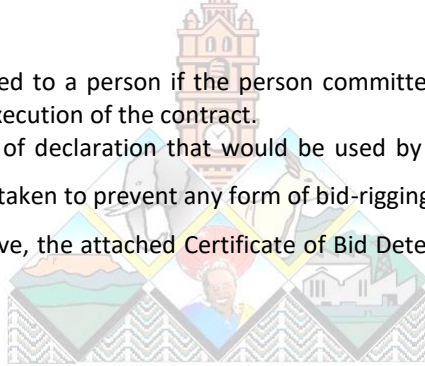 ed to a person if the person committe
xecution of the contract.
of declaration that would be used by
taken to prevent any form of bid-rigging
ve, the attached Certificate of Bid Dete